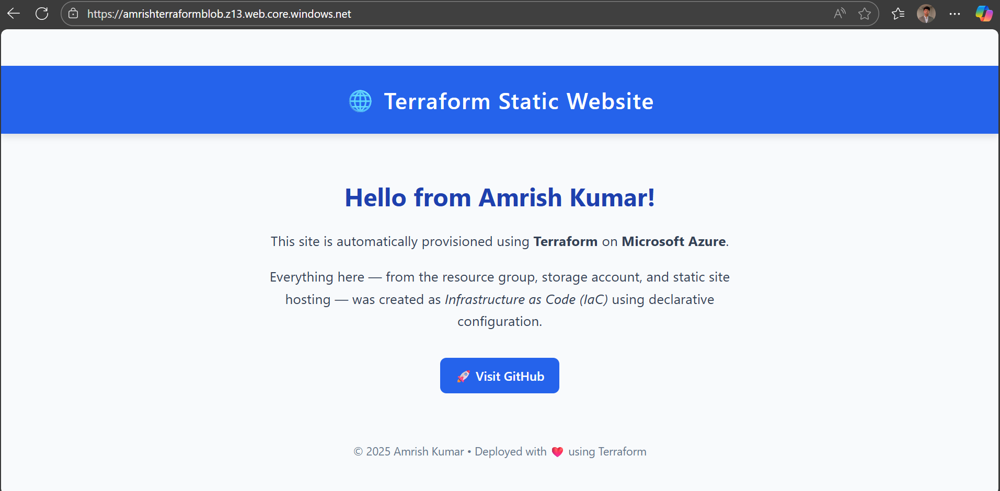 https://amrishterraformblob.z13.web.core.windows.net
🌐 Terraform Static Website
Hello from Amrish Kumar!
This site is automatically provisioned using Terraform on Microsoft Azure.
Everything here — from the resource group, storage account, and static site
hosting — was created as Infrastructure as Code (IaC) using declarative
configuration.
🚀 Visit GitHub
© 2025 Amrish Kumar • Deployed with ❤️ using Terraform